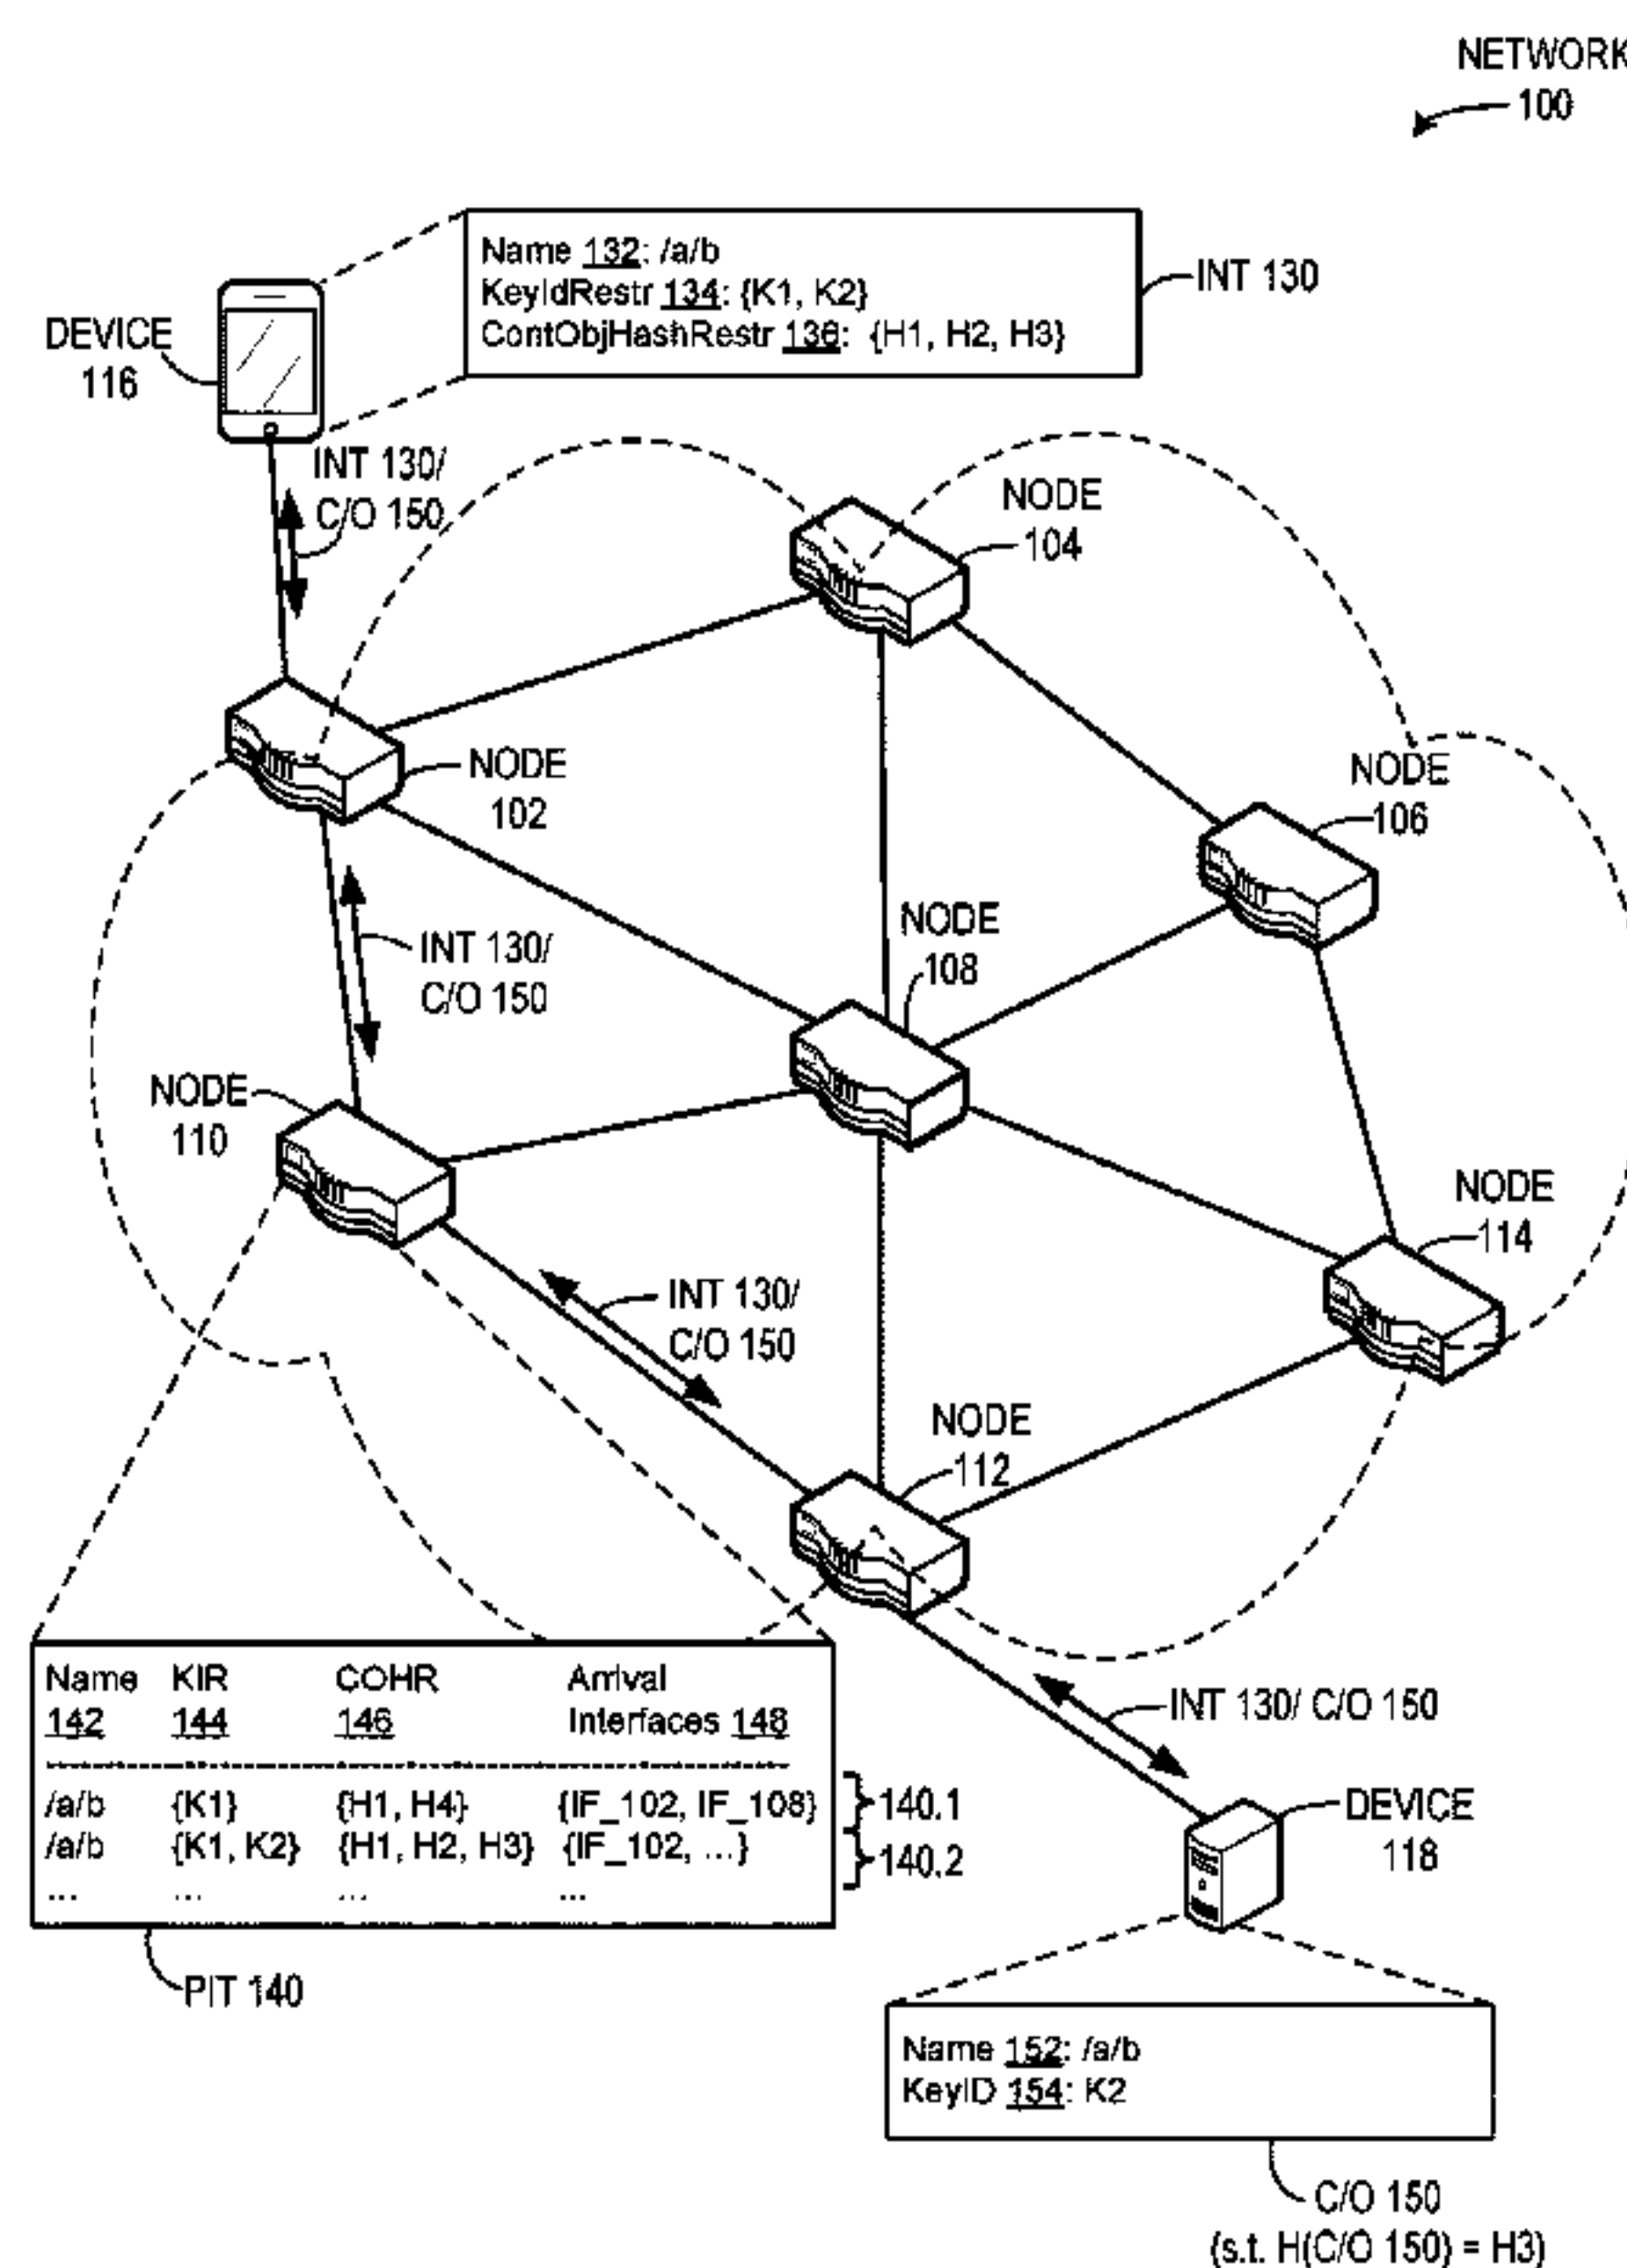 NETWORK
100
Name 132: /a/b
KeyIdRestr 134: {K1, K2}
ContObjHashRestr 136: {H1, H2, H3}
INT 130
DEVICE
116
INT 130/
C/O 150
NODE
104
NODE
102
NODE
106
INT 130/
C/O 150
NODE
108
NODE
110
NODE
114
INT 130/
C/O 150
NODE
112
Name KIR COHR Arrival
142 144 146 Interfaces 148
/a/b {K1} {H1, H4} {IF_102, IF_108}
/a/b {K1, K2} {H1, H2, H3} {IF_102, ...}
... ... ... ...
140.1
140.2
PIT 140
INT 130/ C/O 150
DEVICE
118
Name 152: /a/b
KeyID 154: K2
C/O 150
(s.t. H(C/O 150) = H3)